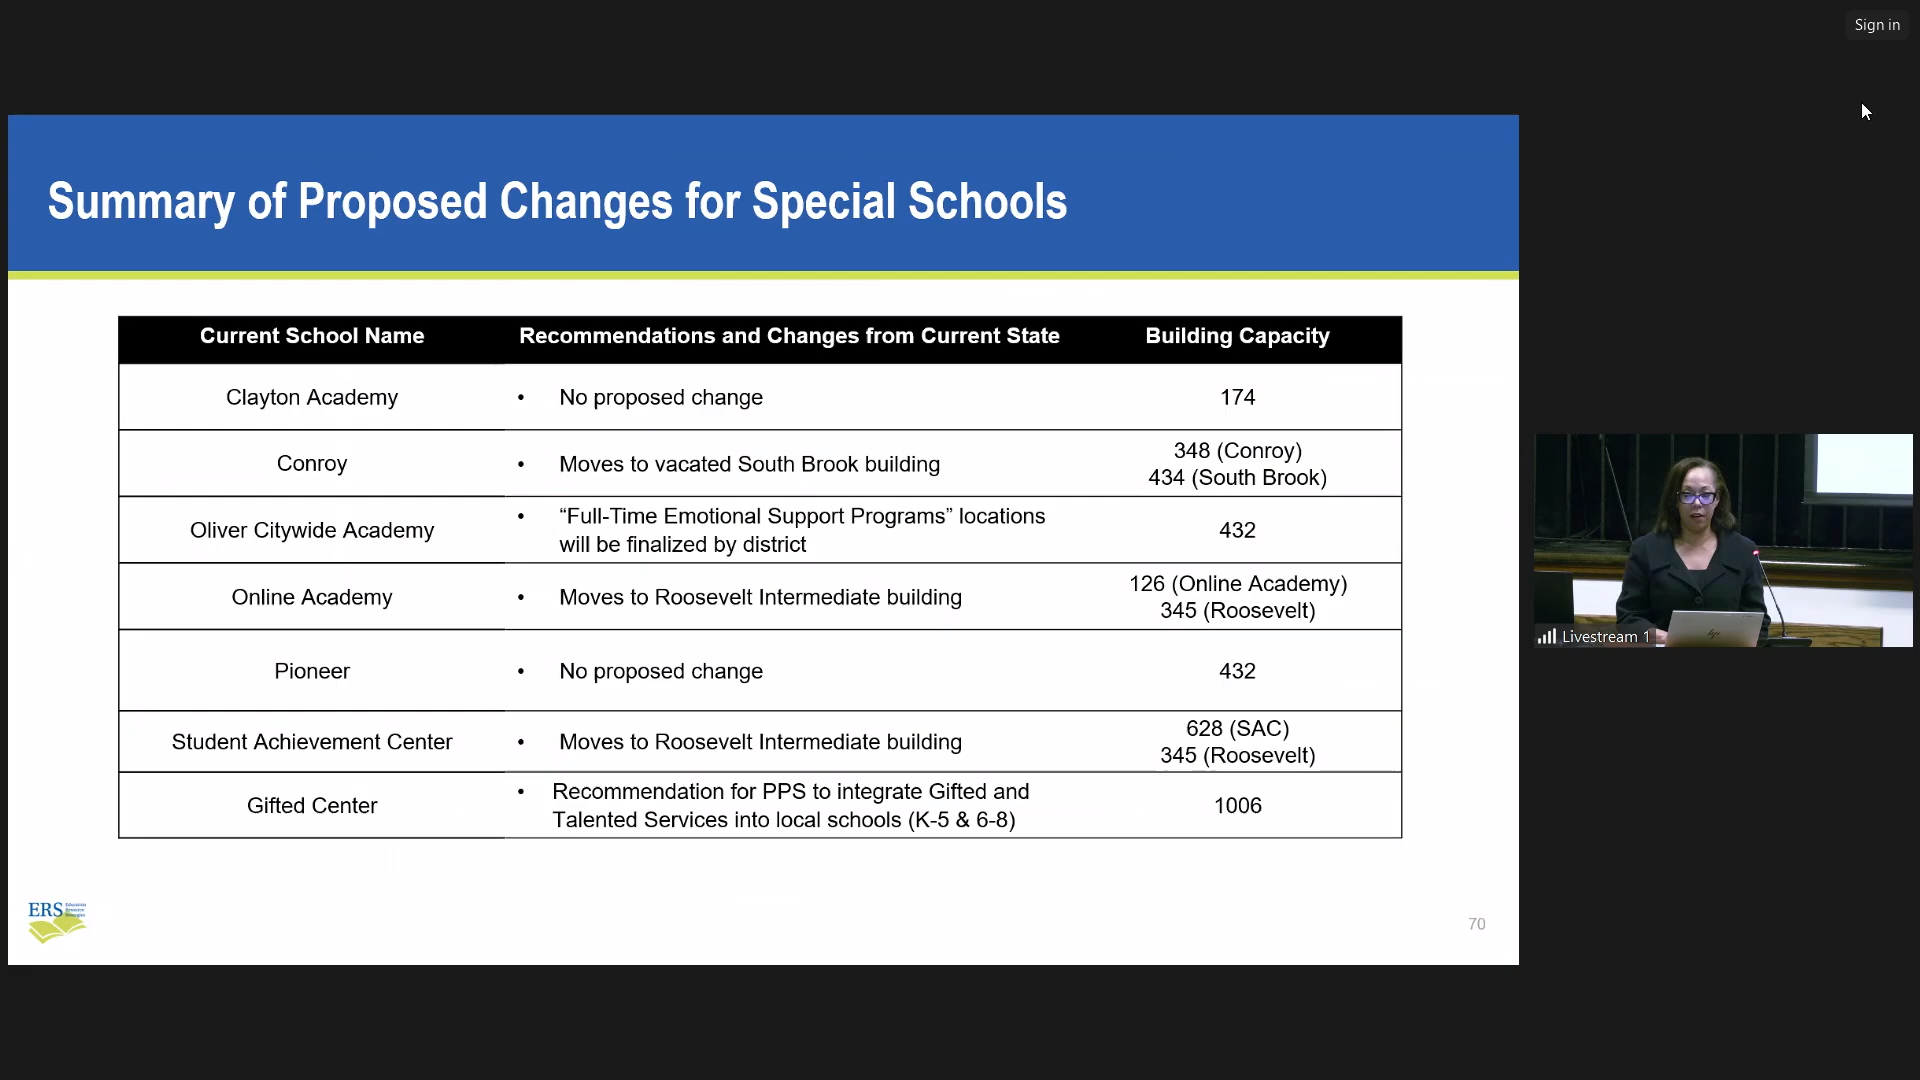 Sign in
Summary of Proposed Changes for Special Schools
Current School Name Recommendations and Changes from Current State Building Capacity
Clayton Academy • No proposed change 174
Conroy • Moves to vacated South Brook building 348 (Conroy)
434 (South Brook)
Oliver Citywide Academy • “Full-Time Emotional Support Programs” locations
will be finalized by district 432
Online Academy • Moves to Roosevelt Intermediate building 126 (Online Academy)
345 (Roosevelt)
Pioneer • No proposed change 432
Student Achievement Center • Moves to Roosevelt Intermediate building 628 (SAC)
345 (Roosevelt)
Gifted Center • Recommendation for PPS to integrate Gifted and
Talented Services into local schools (K-5 & 6-8) 1006
Livestream 1
hp
ERS Education
Resource
Strategies
70